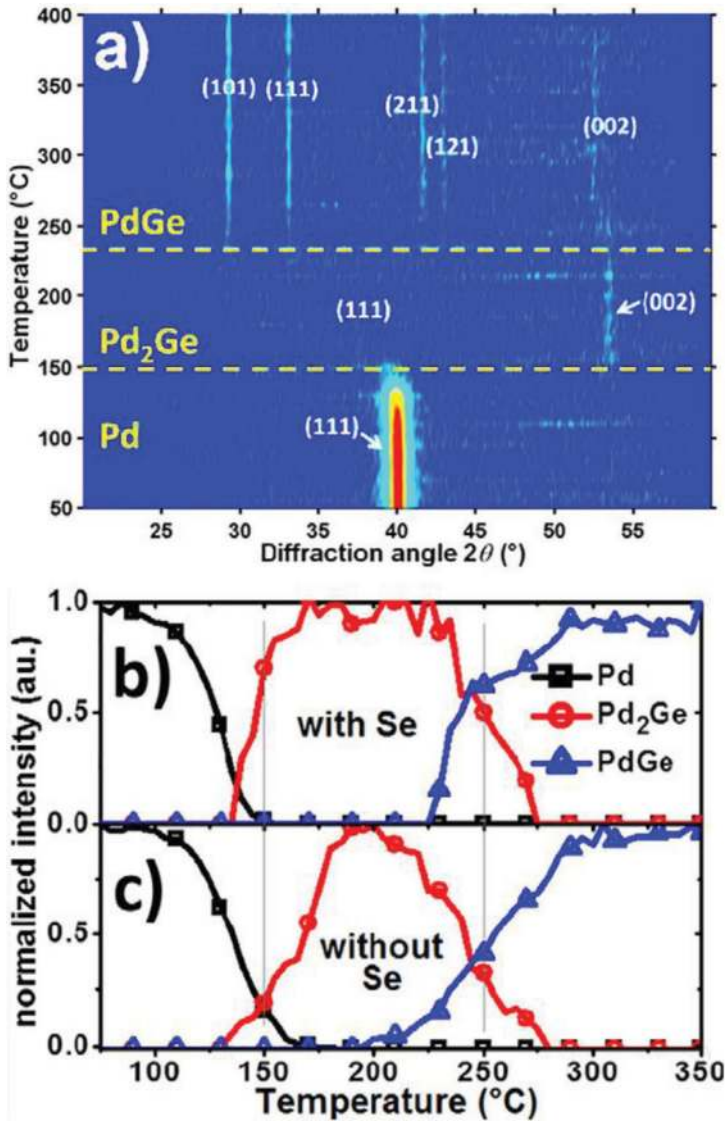 a)
400
350
300
250
200
150
100
50
Temperature (°C)
(101)
(111)
(211)
(121)
(002)
PdGe
(111)
(002)
Pd₂Ge
(111)
Pd
25
30
35
40
45
50
55
Diffraction angle 2θ (°)
normalized intensity (au.)
1.0
0.5
0.0
b)
with Se
Pd
Pd₂Ge
PdGe
0.5
0.0
c)
without
Se
100
150
200
250
300
350
Temperature (°C)